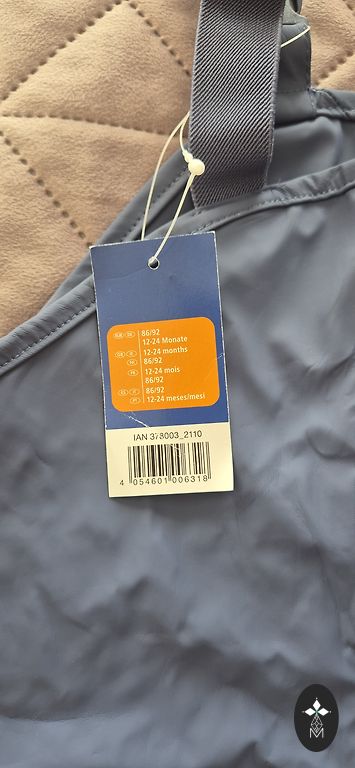 86/92
12-24 Monate
12-24 months
86/92
12-24 mois
86/92
86/92
12-24 meses/mesi
IAN 378003_2110
4 054601 006318
M